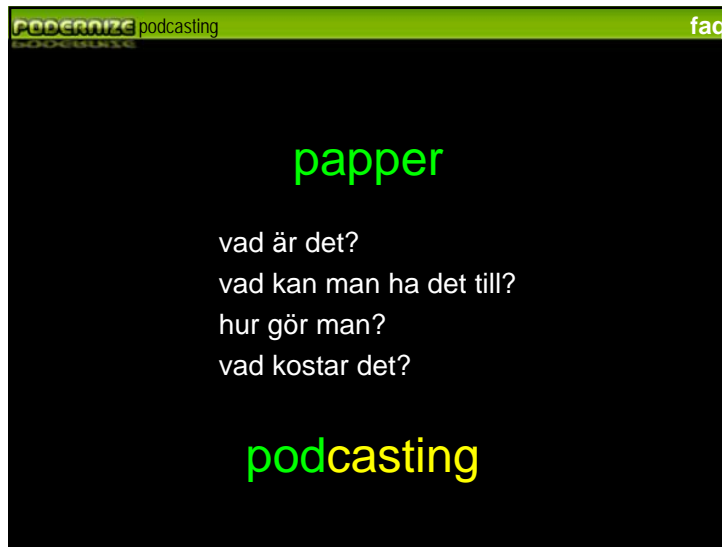 PODERNIZE podcasting faq
papper
vad är det?
vad kan man ha det till?
hur gör man?
vad kostar det?
podcasting